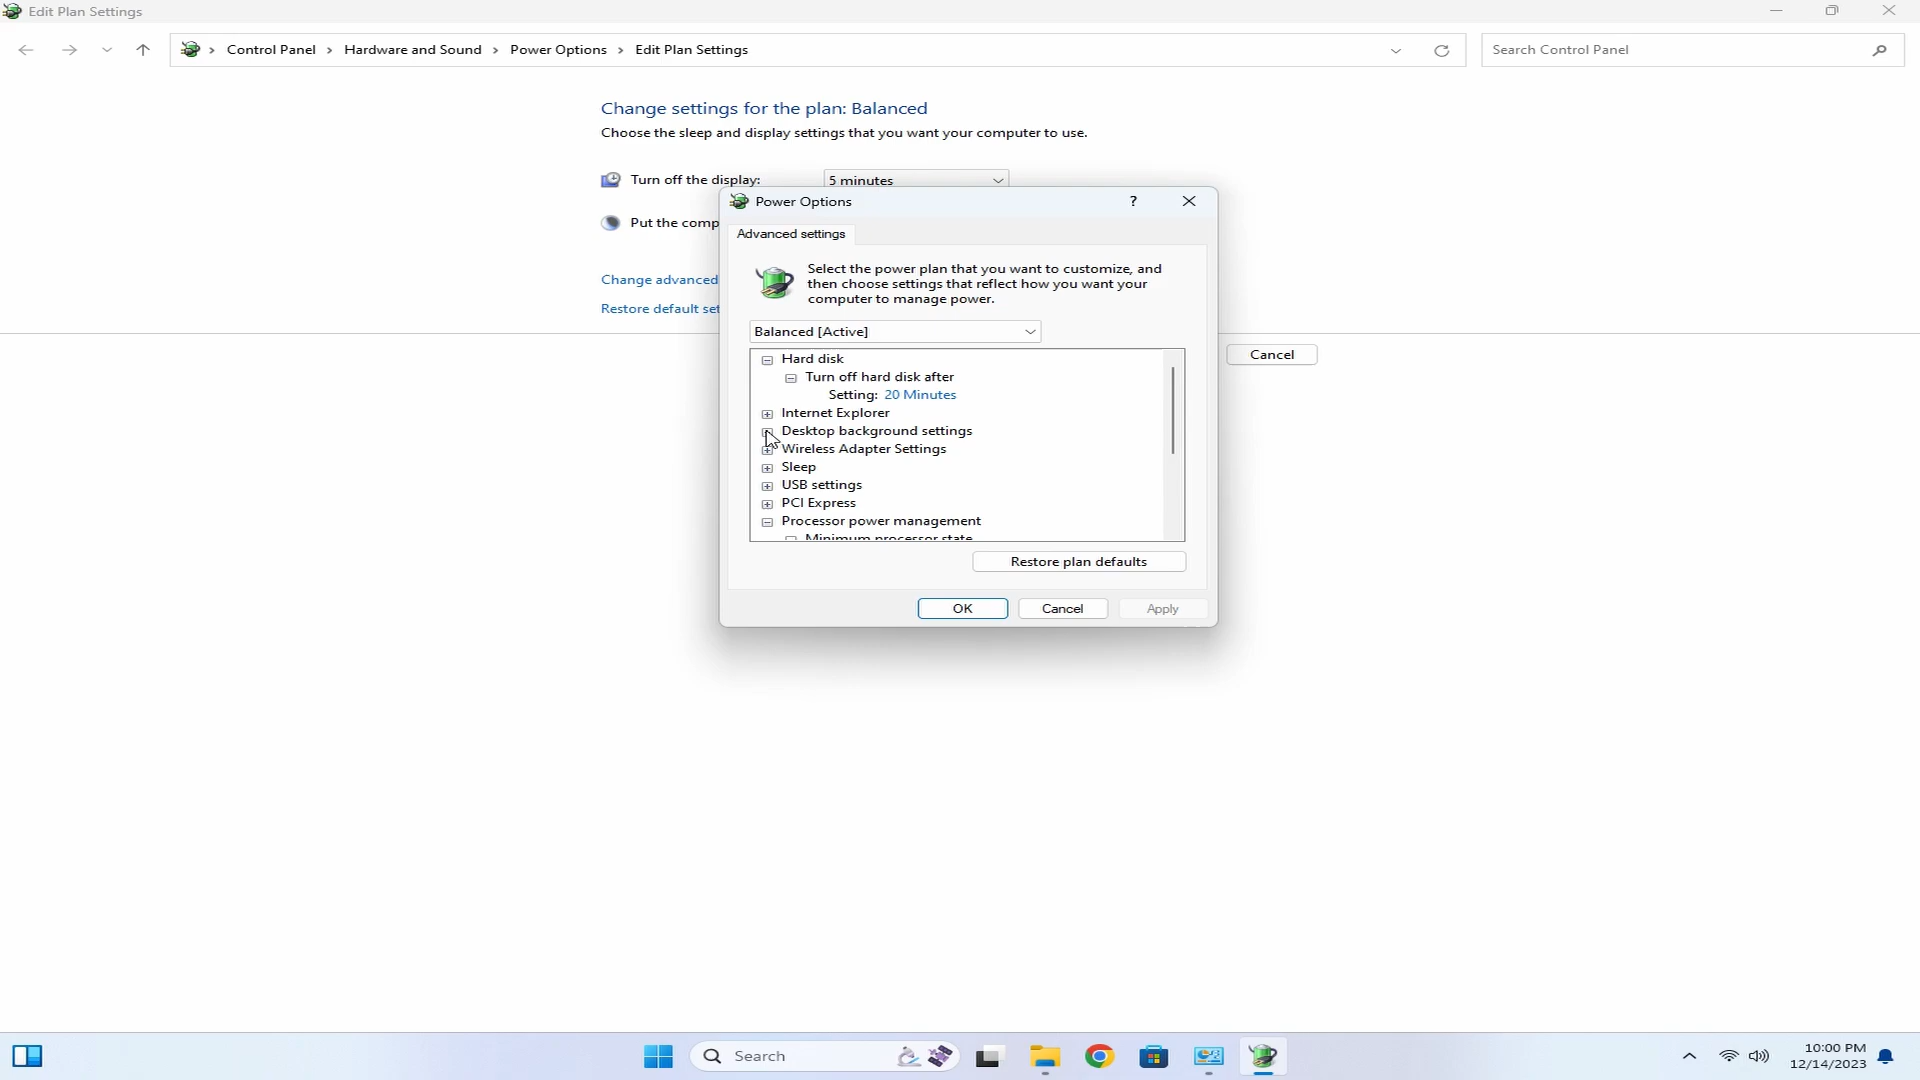 Edit Plan Settings
Control Panel > Hardware and Sound > Power Options > Edit Plan Settings
Search Control Panel
Change settings for the plan: Balanced
Choose the sleep and display settings that you want your computer to use.
Turn off the display: 5 minutes
Put the comp
Change advanced
Restore default set
Cancel
Power Options ?
Advanced settings
Select the power plan that you want to customize, and
then choose settings that reflect how you want your
computer to manage power.
Balanced [Active]
Hard disk
Turn off hard disk after
Setting: 20 Minutes
Internet Explorer
Desktop background settings
Wireless Adapter Settings
Sleep
USB settings
PCI Express
Processor power management
Minimum processor state
Restore plan defaults
OK Cancel Apply
Search
10:00 PM
12/14/2023